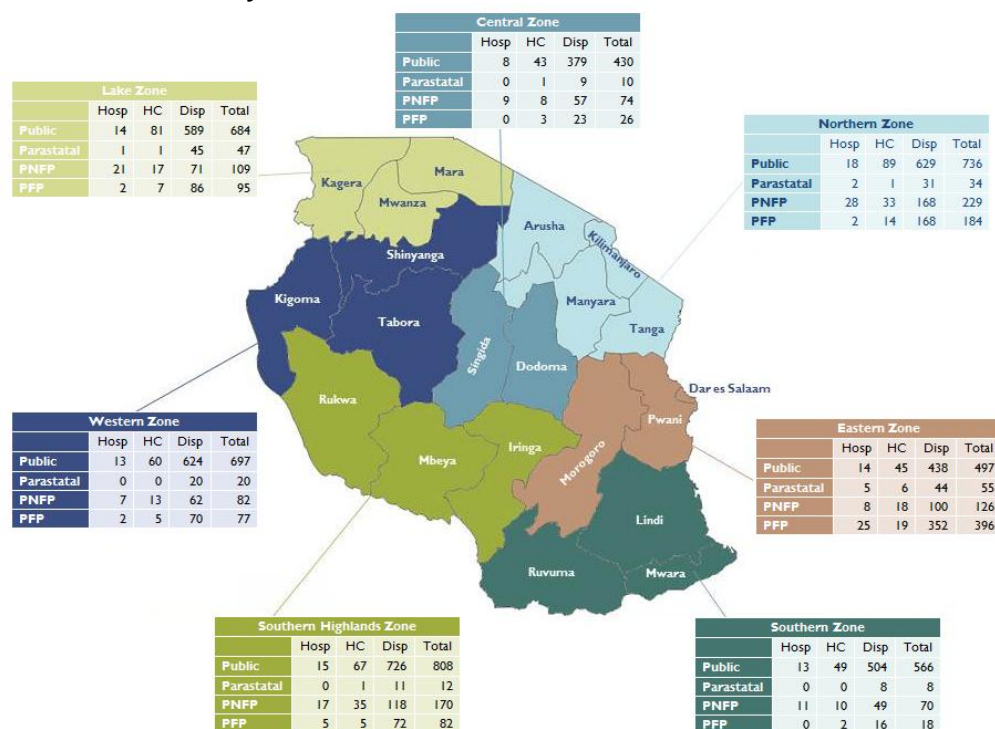 Central Zone
Hosp HC Disp Total
Public 8 43 379 430
Parastatal 0 1 9 10
PNFP 9 8 57 74
PFP 0 3 23 26
Lake Zone
Hosp HC Disp Total
Public 14 81 589 684
Parastatal 1 1 45 47
PNFP 21 17 71 109
PFP 2 7 86 95
Northern Zone
Hosp HC Disp Total
Public 18 89 629 736
Parastatal 2 1 31 34
PNFP 28 33 168 229
PFP 2 14 168 184
Kagera
Mara
Mwanza
Arusha
Kilimanjaro
Shinyanga
Kigoma
Tabora
Manyara
Tanga
Singida
Dodoma
Rukwa
Dar es Salaam
Pwani
Iringa
Mbeya
Morogoro
Lindi
Ruvuma
Mwara
Western Zone
Hosp HC Disp Total
Public 13 60 624 697
Parastatal 0 0 20 20
PNFP 7 13 62 82
PFP 2 5 70 77
Eastern Zone
Hosp HC Disp Total
Public 14 45 438 497
Parastatal 5 6 44 55
PNFP 8 18 100 126
PFP 25 19 352 396
Southern Highlands Zone
Hosp HC Disp Total
Public 15 67 726 808
Parastatal 0 1 11 12
PNFP 17 35 118 170
PFP 5 5 72 82
Southern Zone
Hosp HC Disp Total
Public 13 49 504 566
Parastatal 0 0 8 8
PNFP 11 10 49 70
PFP 0 2 16 18